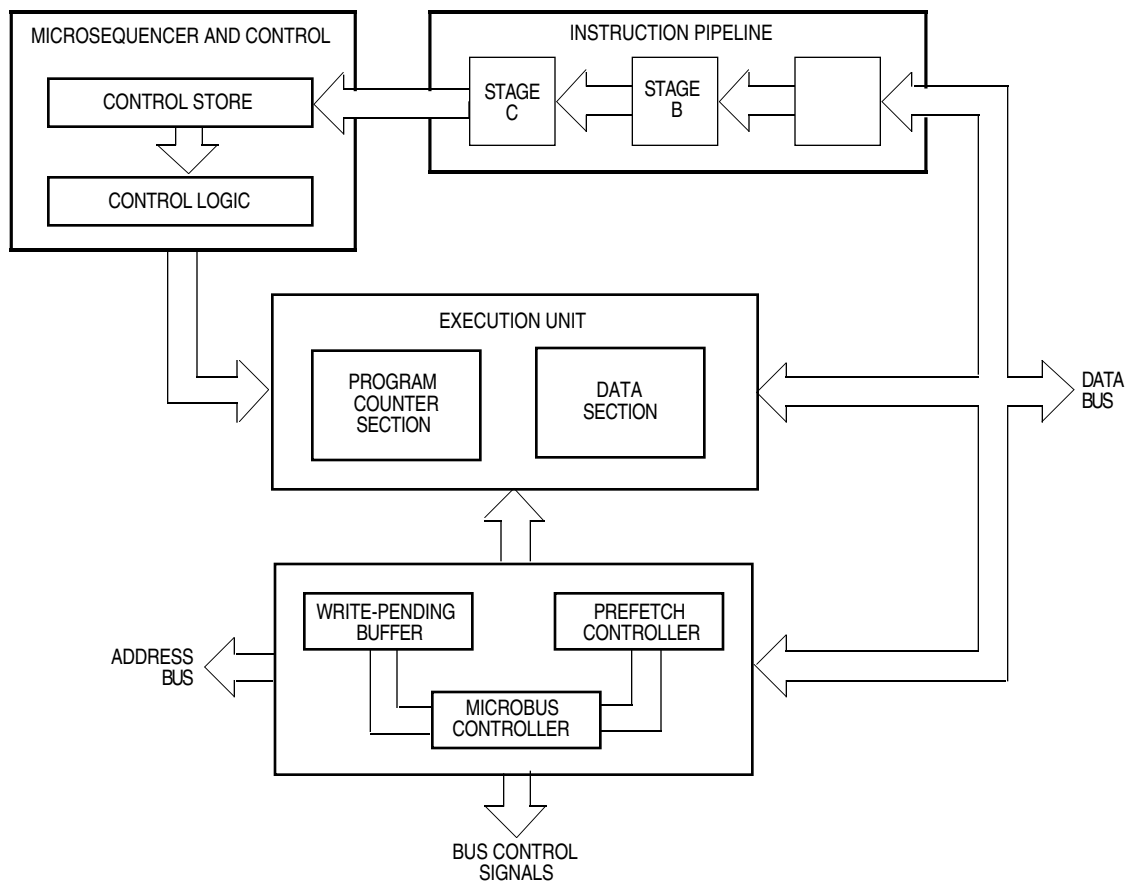 MICROSEQUENCER AND CONTROL
CONTROL STORE
CONTROL LOGIC
INSTRUCTION PIPELINE
STAGE
C
STAGE
B
EXECUTION UNIT
PROGRAM
COUNTER
SECTION
DATA
SECTION
DATA
BUS
WRITE-PENDING
BUFFER
PREFETCH
CONTROLLER
MICROBUS
CONTROLLER
ADDRESS
BUS
BUS CONTROL
SIGNALS